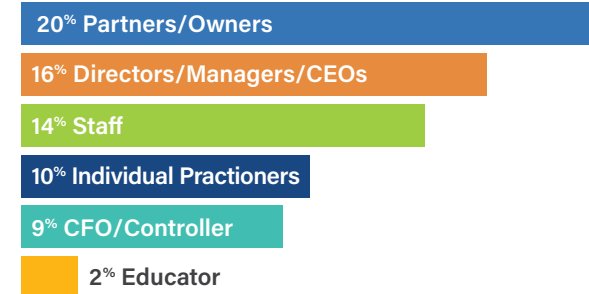 20% Partners/Owners
16% Directors/Managers/CEOs
14% Staff
10% Individual Practioners
9% CFO/Controller
2% Educator